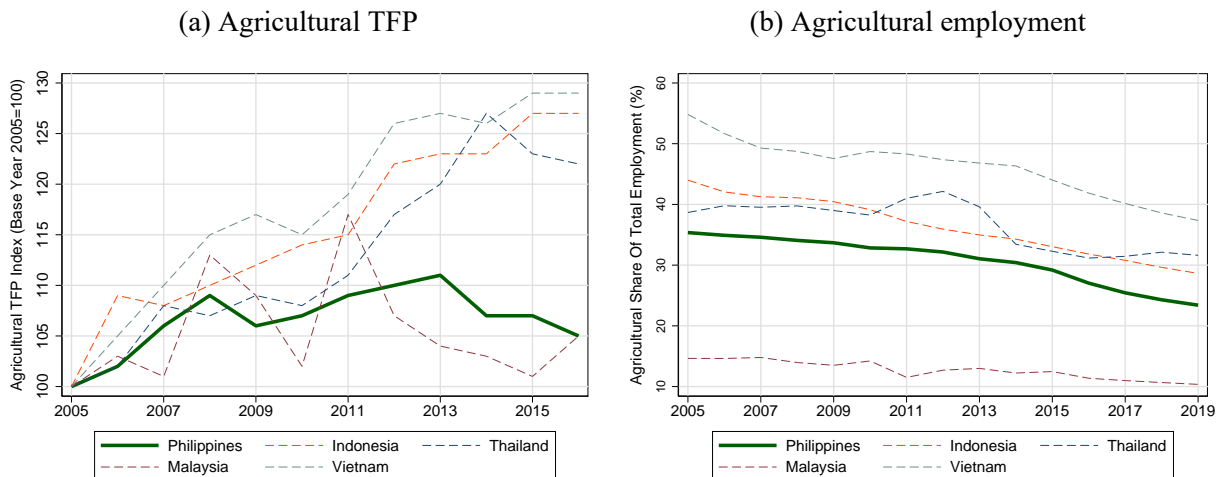 (a) Agricultural TFP
Agricultural TFP Index (Base Year 2005=100)
130
125
120
115
110
105
100
2005 2007 2009 2011 2013 2015
Philippines Indonesia Thailand
Malaysia Vietnam
(b) Agricultural employment
Agricultural Share Of Total Employment (%)
60
50
40
30
20
10
2005 2007 2009 2011 2013 2015 2017 2019
Philippines Indonesia Thailand
Malaysia Vietnam